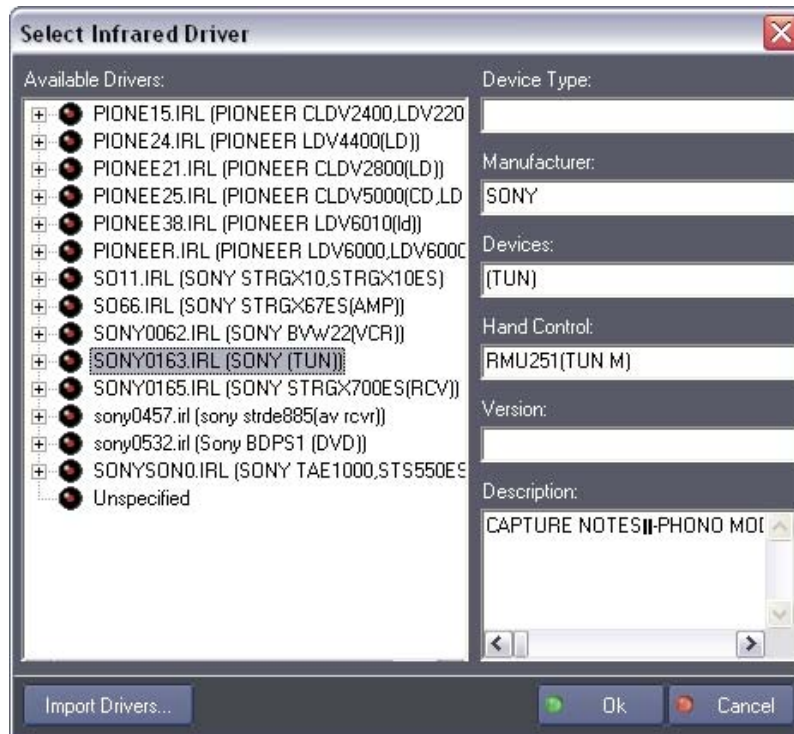 Select Infrared Driver
Available Drivers:
PIONE15.IRL (PIONEER CLDV2400,LDV220
PIONE24.IRL (PIONEER LDV4400(LD))
PIONEE21.IRL (PIONEER CLDV2800(LD))
PIONEE25.IRL (PIONEER CLDV5000(CD,LD
PIONEE38.IRL (PIONEER LDV6010(ld))
PIONEER.IRL (PIONEER LDV6000,LDV6000
SO11.IRL (SONY STRGX10,STRGX10ES)
SO66.IRL (SONY STRGX67ES(AMP))
SONY0062.IRL (SONY BVW22(VCR))
SONY0163.IRL (SONY (TUN))
SONY0165.IRL (SONY STRGX700ES(RCV))
sony0457.irl (sony strde885(av rcvr))
sony0532.irl (Sony BDPS1 (DVD))
SONYSON0.IRL (SONY TAE1000,STS550ES
Unspecified
Device Type:
Manufacturer:
SONY
Devices:
(TUN)
Hand Control:
RMU251(TUN M)
Version:
Description:
CAPTURE NOTES||-PHONO MOD
Import Drivers...
Ok
Cancel